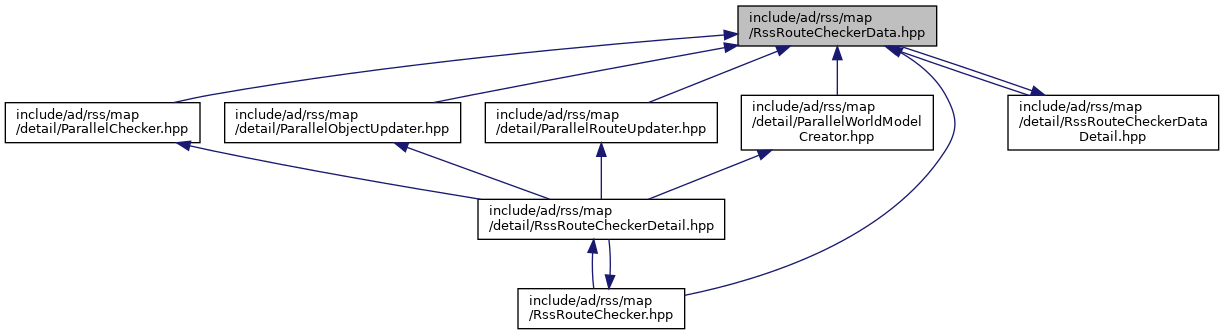 include/ad/rss/map
/RssRouteCheckerData.hpp
include/ad/rss/map
/detail/ParallelChecker.hpp
include/ad/rss/map
/detail/ParallelObjectUpdater.hpp
include/ad/rss/map
/detail/ParallelRouteUpdater.hpp
include/ad/rss/map
/detail/ParallelWorldModel
Creator.hpp
include/ad/rss/map
/detail/RssRouteCheckerData
Detail.hpp
include/ad/rss/map
/detail/RssRouteCheckerDetail.hpp
include/ad/rss/map
/RssRouteChecker.hpp